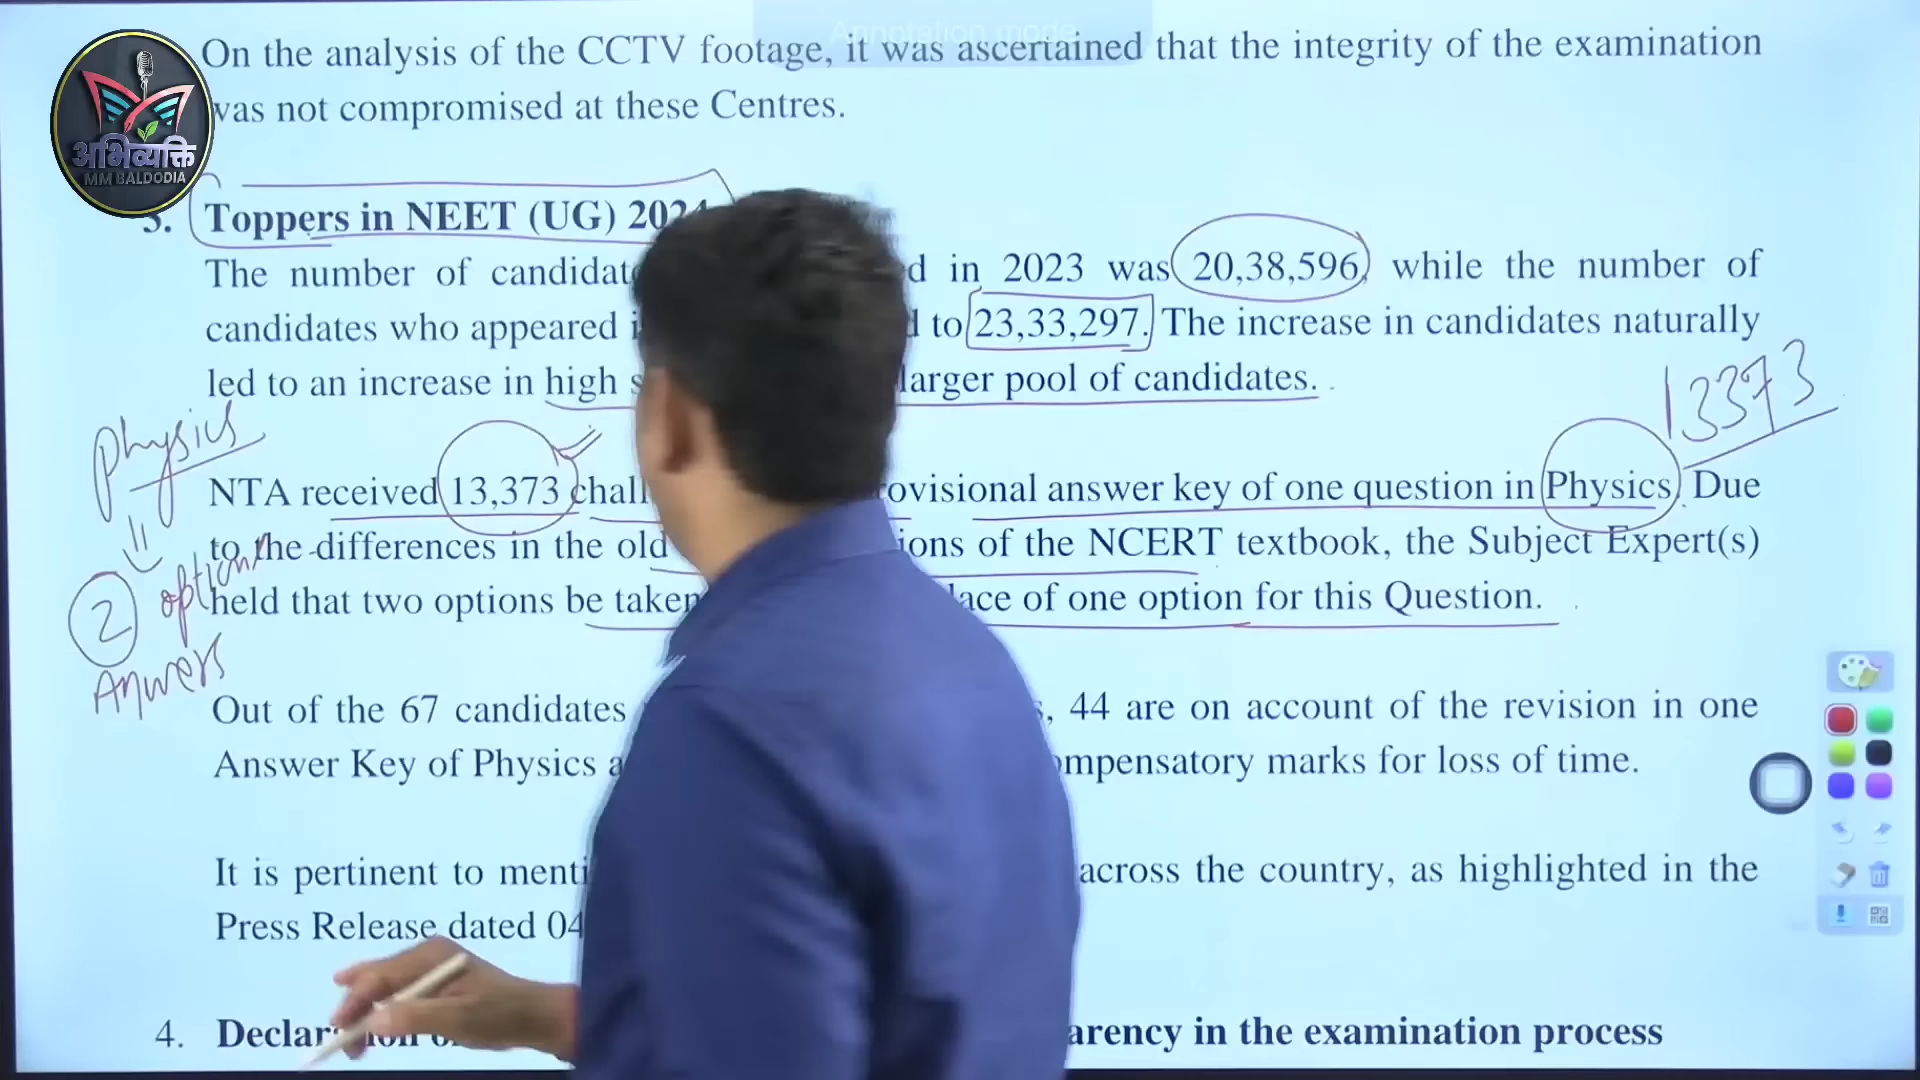 Annotation mode
On the analysis of the CCTV footage, it was ascertained that the integrity of the examination
was not compromised at these Centres.
अभिव्यक्ति
MM BALDODIA
3. Toppers in NEET (UG) 2024
The number of candidat d in 2023 was 20,38,596, while the number of
candidates who appeared i d to 23,33,297. The increase in candidates naturally
led to an increase in high s larger pool of candidates.
13373
Physics
NTA received 13,373 chall ovisional answer key of one question in Physics. Due
to the differences in the old ions of the NCERT textbook, the Subject Expert(s)
2 option
held that two options be taken lace of one option for this Question.
Anwers
Out of the 67 candidates s, 44 are on account of the revision in one
Answer Key of Physics a mpensatory marks for loss of time.
It is pertinent to menti across the country, as highlighted in the
Press Release dated 04
4. Declaration o arency in the examination process